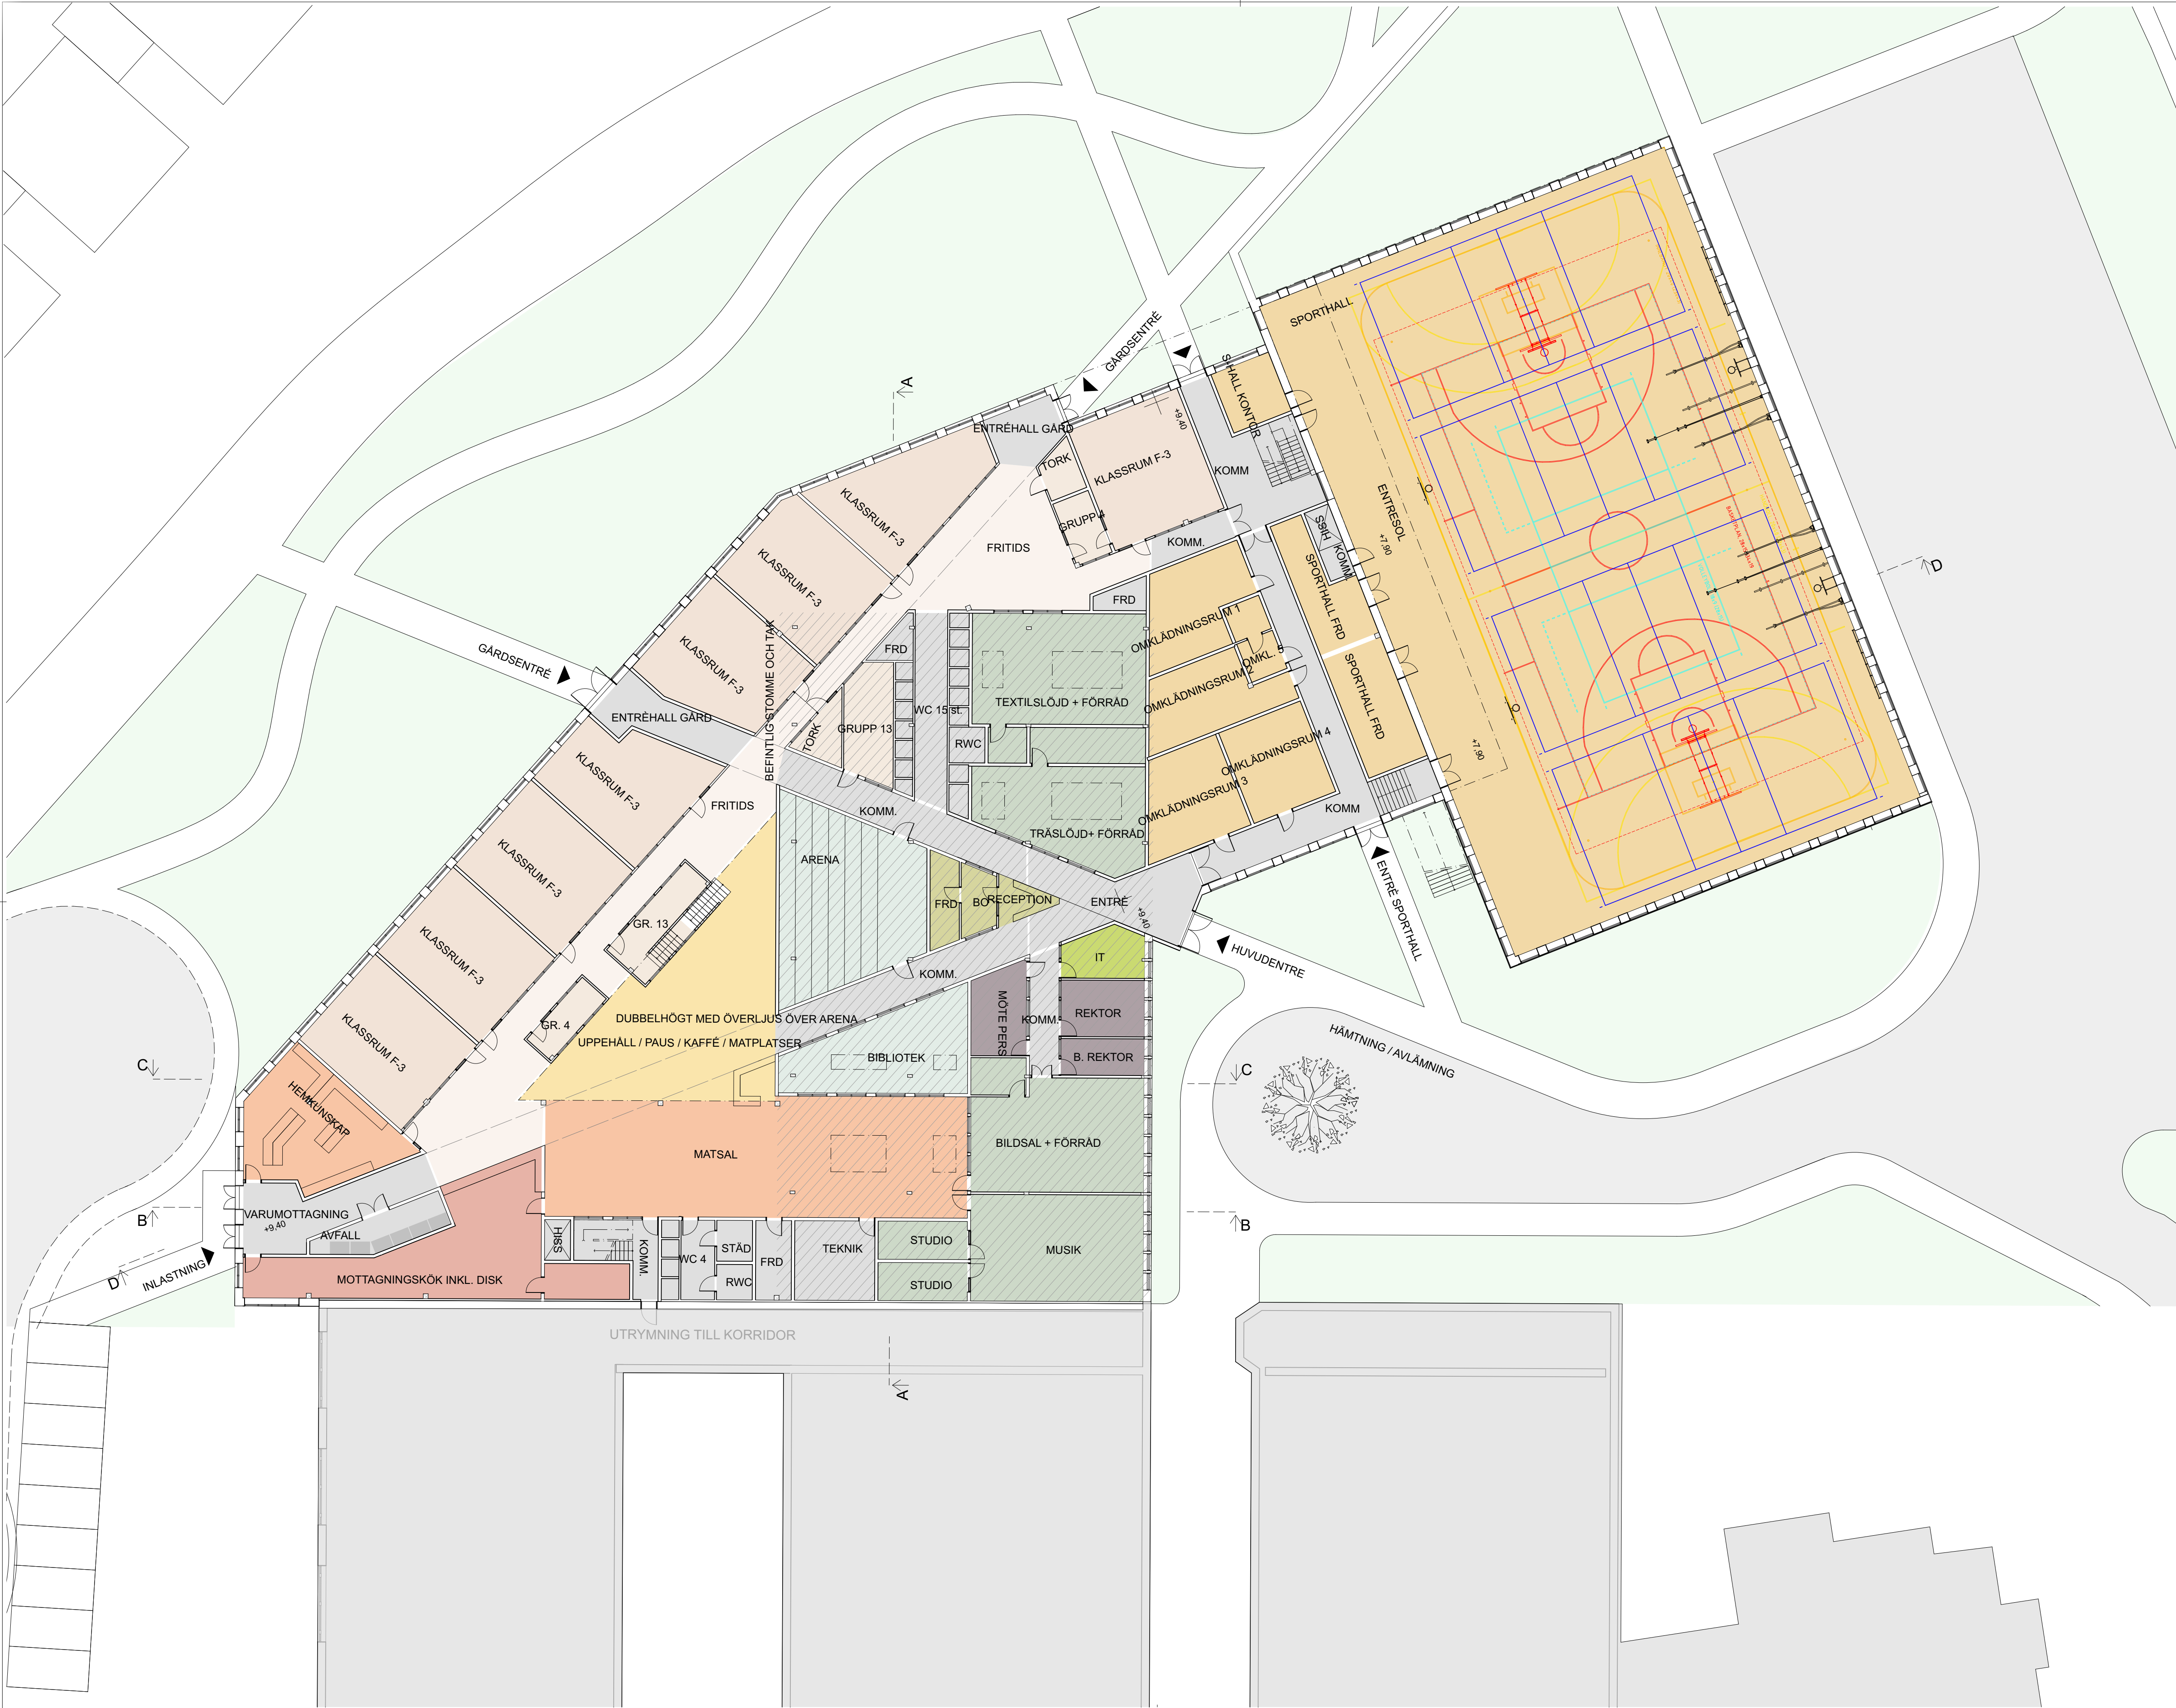 A
GÅRDSENTRÉ
SPORTHALL
S-HALL KONTOR
ENTRÉHALL GÅRD
+9,40
TORK
KLASSRUM F-3
KOMM
GRUPP 4
KLASSRUM F-3
FRITIDS
KOMM.
ENTRESOL
+7,90
HISS
KOMM.
KLASSRUM F-3
D
FRD
SPORTHALL FRD
OMKLÄDNINGSRUM 1
KLASSRUM F-3
BEFINTLIG STOMME OCH TAK
FRD
GÅRDSENTRÉ
OMKL. 5
OMKLÄDNINGSRUM 2
SPORTHALL FRD
TEXTILSLÖJD + FÖRRÅD
WC 15 st.
ENTRÉHALL GÅRD
TORK
GRUPP 13
RWC
OMKLÄDNINGSRUM 4
+7,90
KLASSRUM F-3
OMKLÄDNINGSRUM 3
FRITIDS
KOMM.
KOMM
TRÄSLÖJD+ FÖRRÅD
ARENA
KLASSRUM F-3
ENTRÉ SPORTHALL
FRD
BO
RECEPTION
ENTRÉ
+9,40
GR. 13
KLASSRUM F-3
HUVUDENTRE
IT
KOMM.
MÖTE PERS
REKTOR
DUBBELHÖGT MED ÖVERLJUS ÖVER ARENA
KOMM.
GR. 4
KLASSRUM F-3
UPPEHÅLL / PAUS / KAFFÉ / MATPLATSER
HÄMTNING / AVLÄMNING
BIBLIOTEK
B. REKTOR
C
C
HEMKUNSKAP
BILDSAL + FÖRRÅD
MATSAL
VARUMOTTAGNING
+9,40
B
B
AVFALL
HISS
KOMM.
WC 4
STÄD
FRD
TEKNIK
STUDIO
MUSIK
D
INLASTNING
MOTTAGNINGSKÖK INKL. DISK
RWC
STUDIO
UTRYMNING TILL KORRIDOR
A